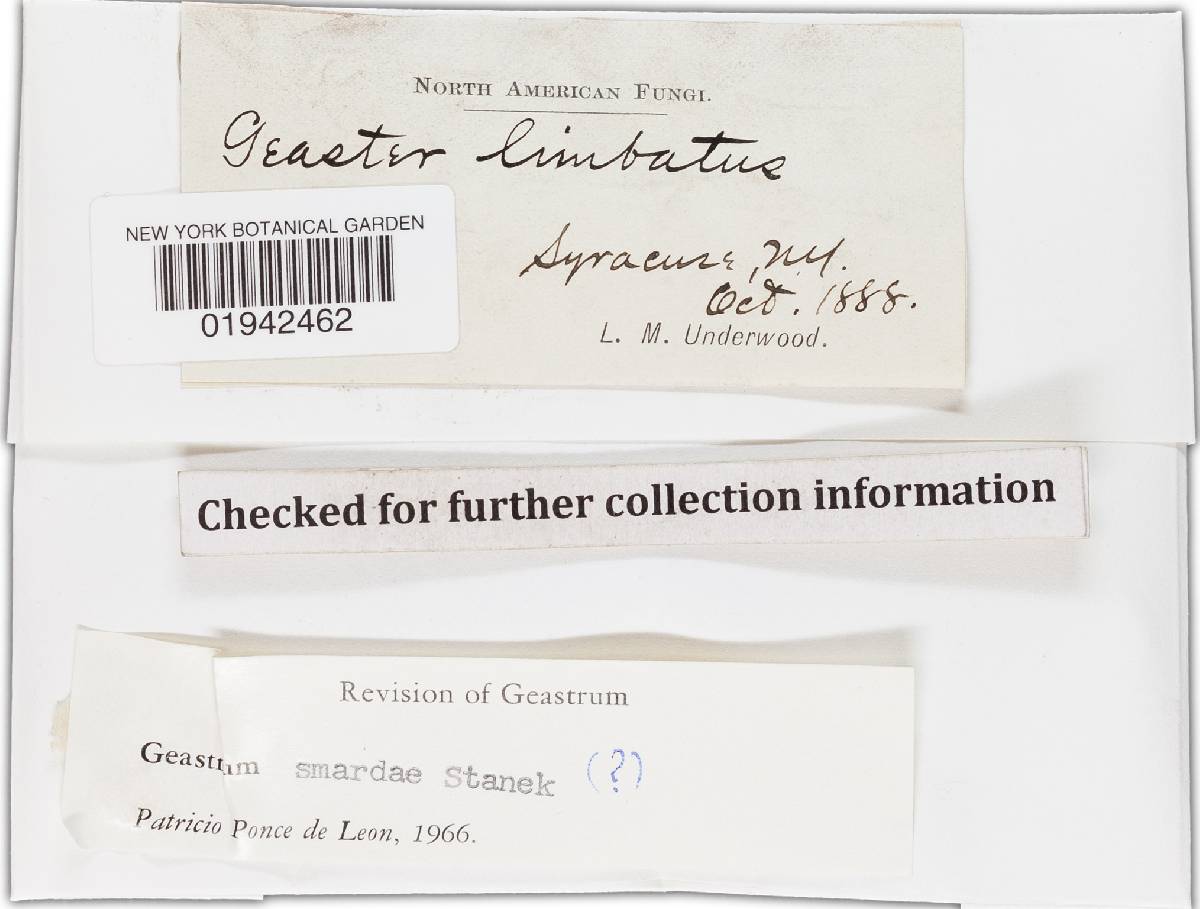 NORTH AMERICAN FUNGI.
Geaster limbatus
Syracuse, N.Y.
Oct. 1888.
L. M. Underwood.
NEW YORK BOTANICAL GARDEN
01942462
Checked for further collection information
Revision of Geastrum
Geastrum smardae Stanek (?)
Patricio Ponce de Leon, 1966.